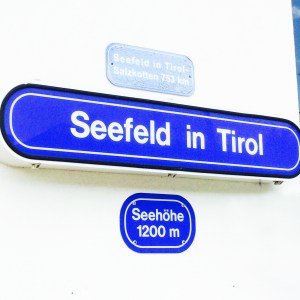 Seefeld in Tirol-
Salzkotten 753 km
Seefeld in Tirol
Seehöhe
1200 m